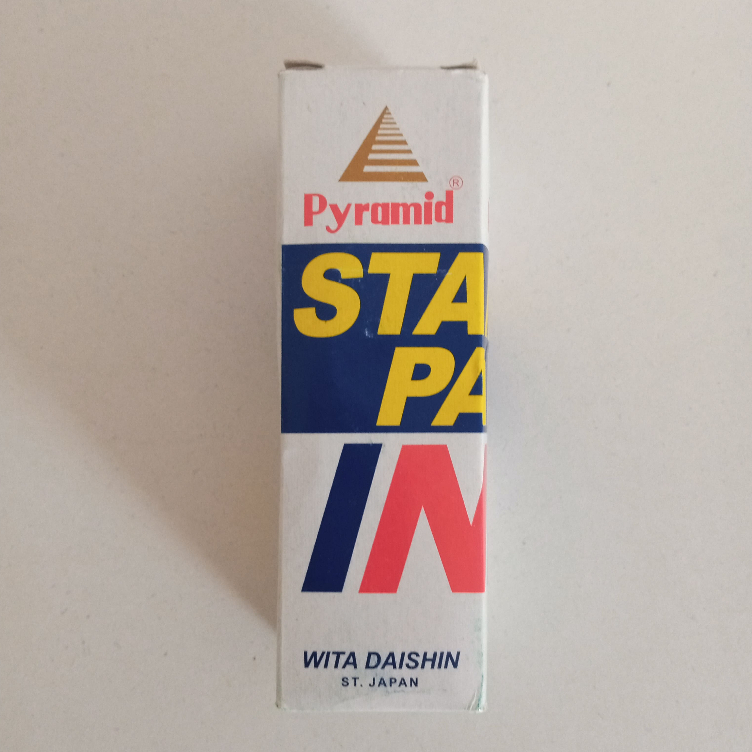 Pyramid®
STA
PA
IN
WITA DAISHIN
ST. JAPAN